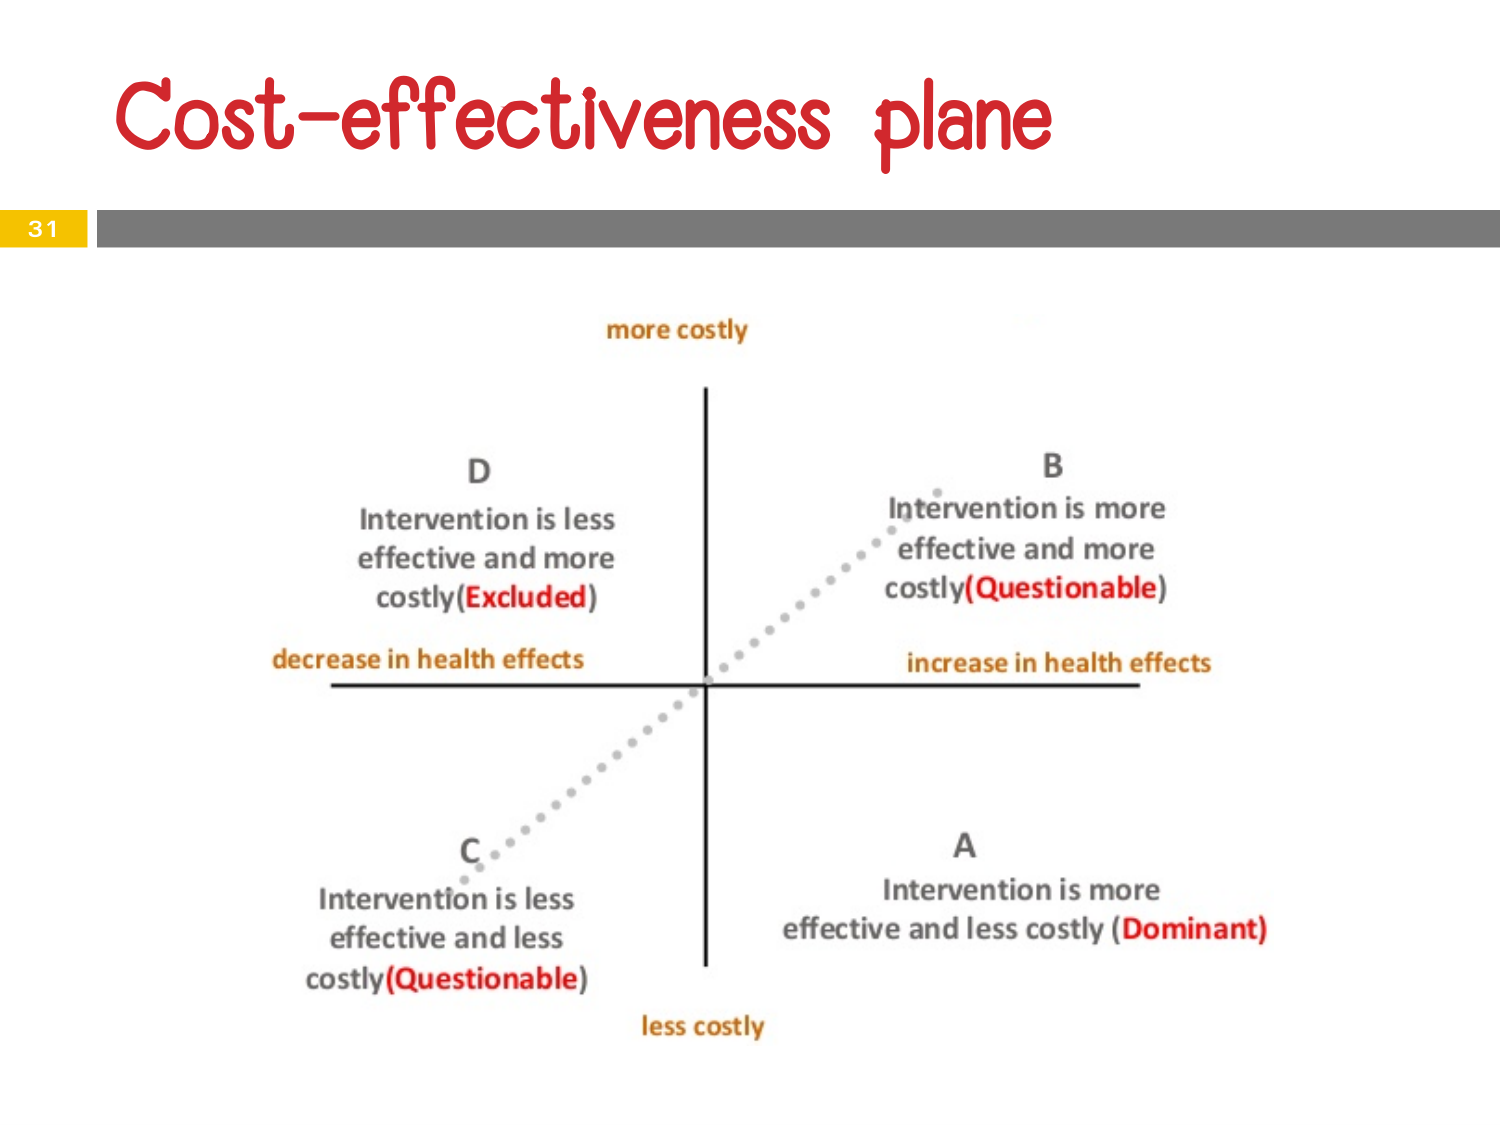 Cost-effectiveness plane
31
more costly
D
Intervention is less
effective and more
costly(Excluded)
B
Intervention is more
effective and more
costly(Questionable)
decrease in health effects
increase in health effects
C
Intervention is less
effective and less
costly(Questionable)
A
Intervention is more
effective and less costly (Dominant)
less costly